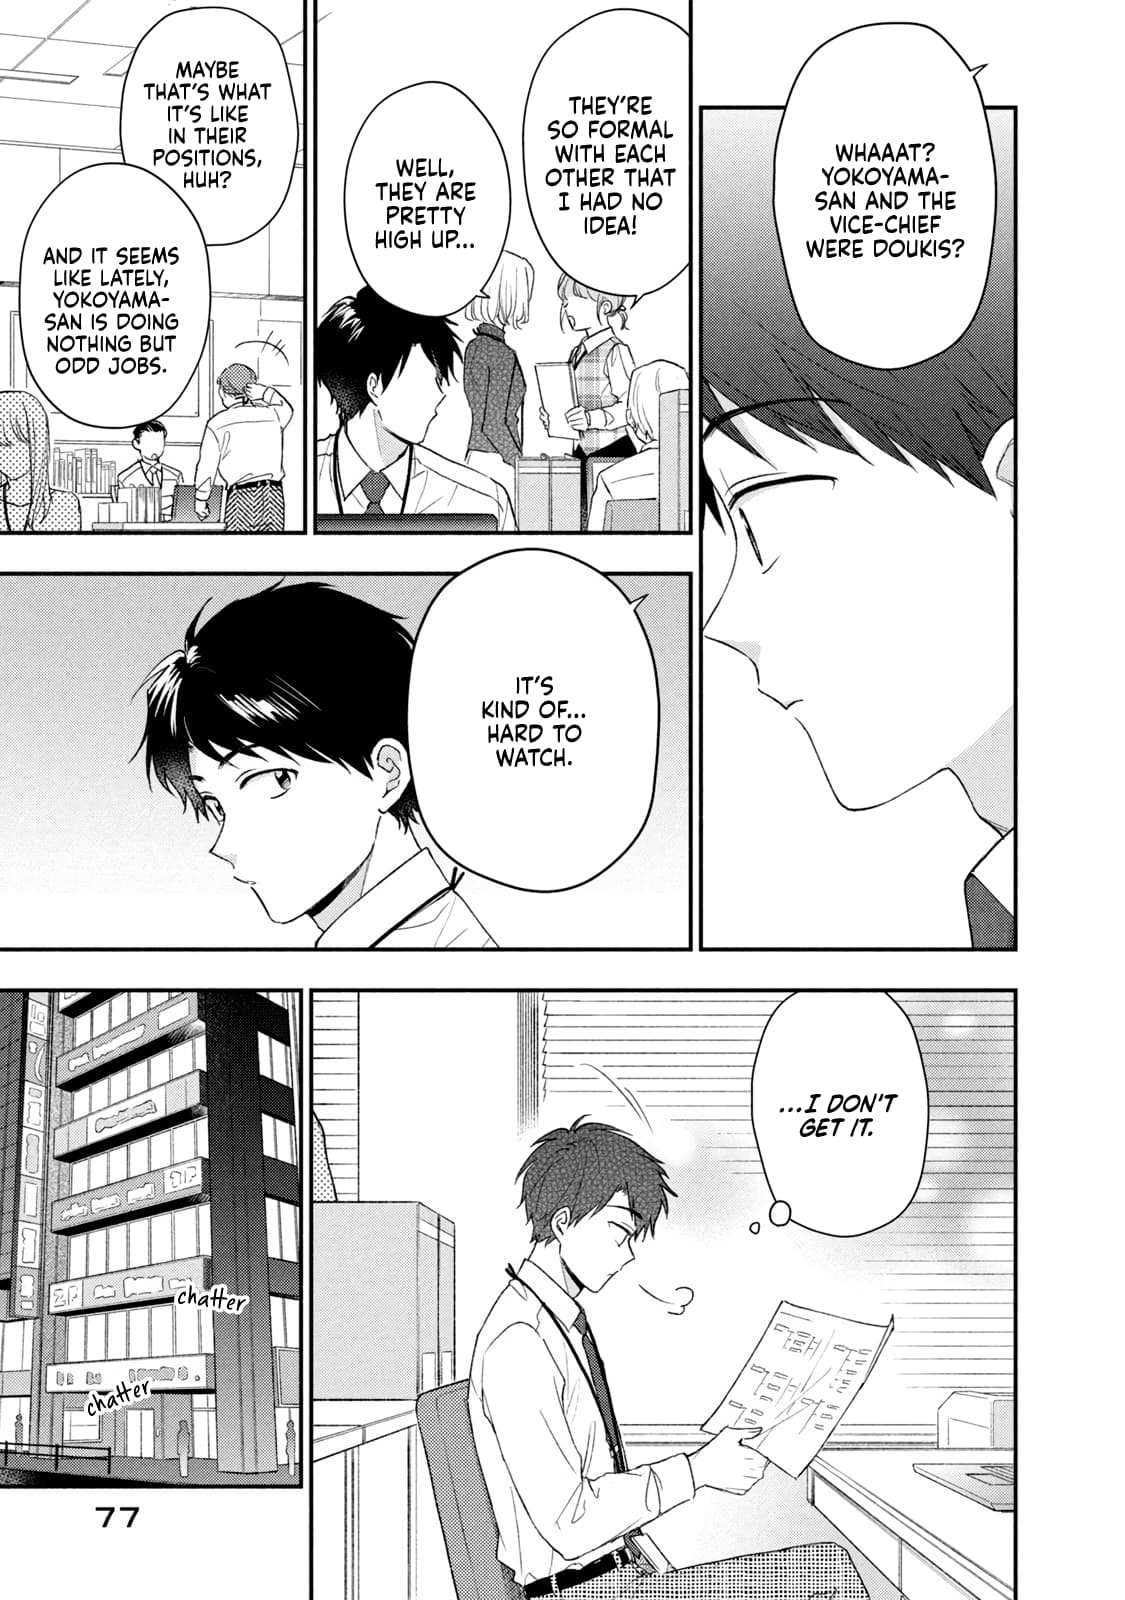 WHAAAT?
YOKOYAMA-
SAN AND THE
VICE-CHIEF
WERE DOUKIS?
THEY'RE
SO FORMAL
WITH EACH
OTHER THAT
I HAD NO
IDEA!
WELL,
THEY ARE
PRETTY
HIGH UP...
MAYBE
THAT'S WHAT
IT'S LIKE
IN THEIR
POSITIONS,
HUH?
AND IT SEEMS
LIKE LATELY,
YOKOYAMA-
SAN IS DOING
NOTHING BUT
ODD JOBS.
IT'S
KIND OF...
HARD TO
WATCH.
...I DON'T
GET IT.
chatter
chatter
77